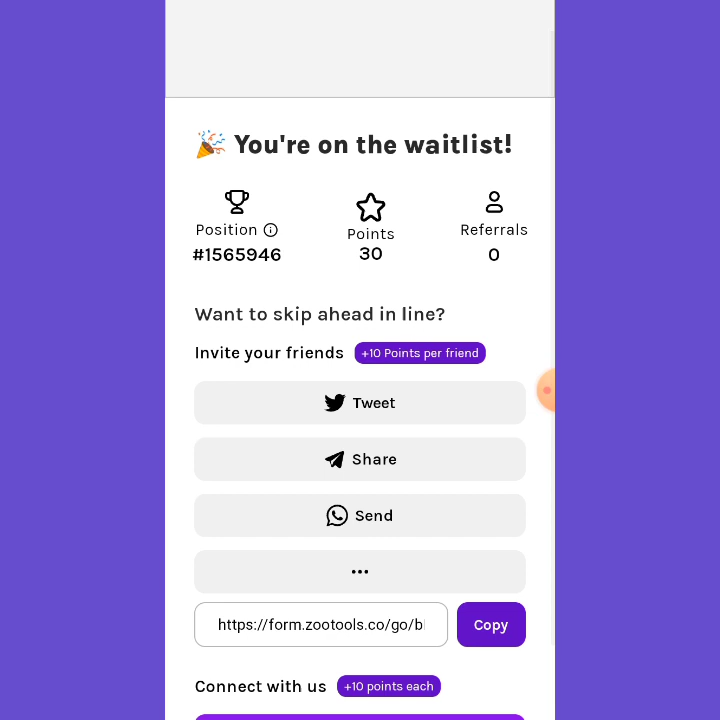 You're on the waitlist!
Position
Points
Referrals
#1565946
30
0
Want to skip ahead in line?
Invite your friends
+10 Points per friend
Tweet
Share
Send
...
https://form.zootools.co/go/b
Copy
Connect with us
+10 points each